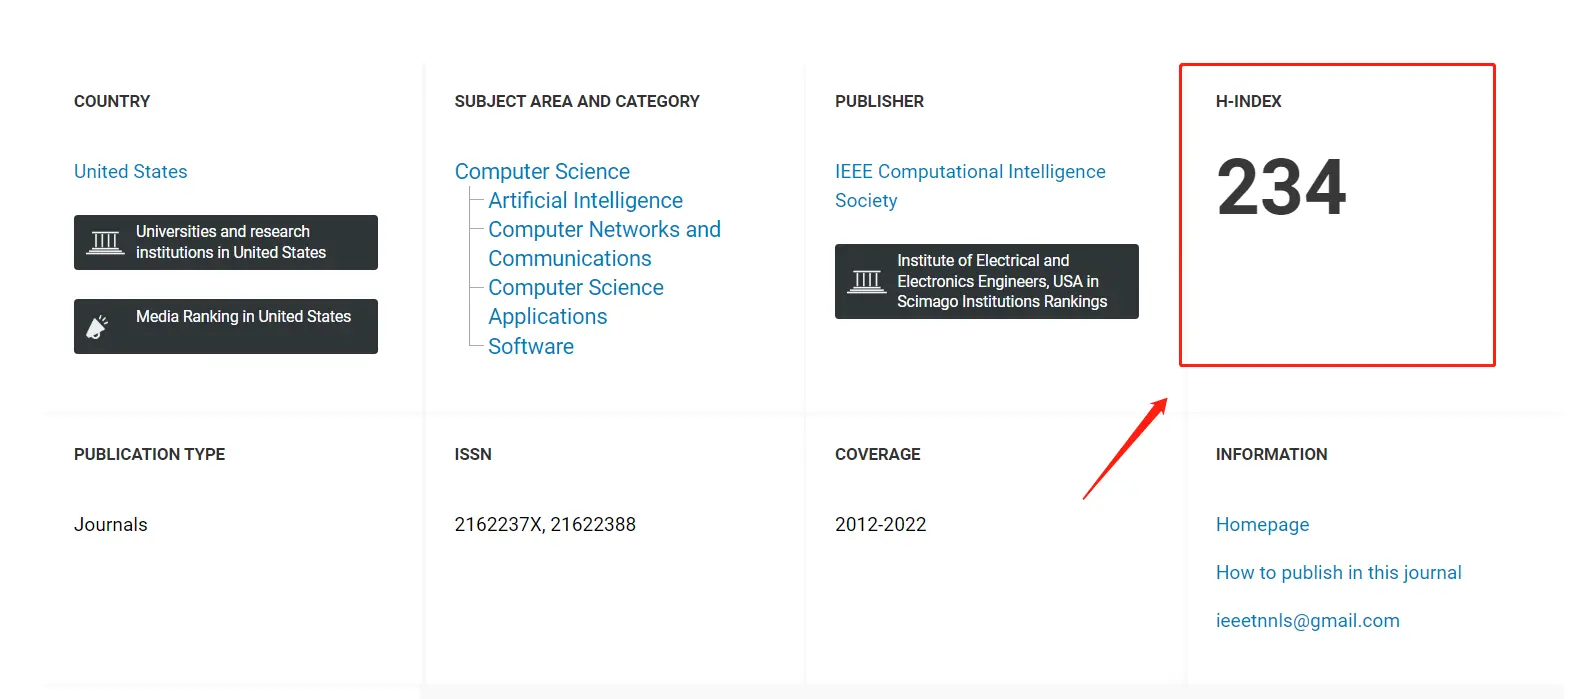 COUNTRY
United States
Universities and research
institutions in United States
Media Ranking in United States
SUBJECT AREA AND CATEGORY
Computer Science
Artificial Intelligence
Computer Networks and
Communications
Computer Science
Applications
Software
PUBLISHER
IEEE Computational Intelligence
Society
Institute of Electrical and
Electronics Engineers, USA in
Scimago Institutions Rankings
H-INDEX
234
PUBLICATION TYPE
Journals
ISSN
2162237X, 21622388
COVERAGE
2012-2022
INFORMATION
Homepage
How to publish in this journal
ieeetnnls@gmail.com